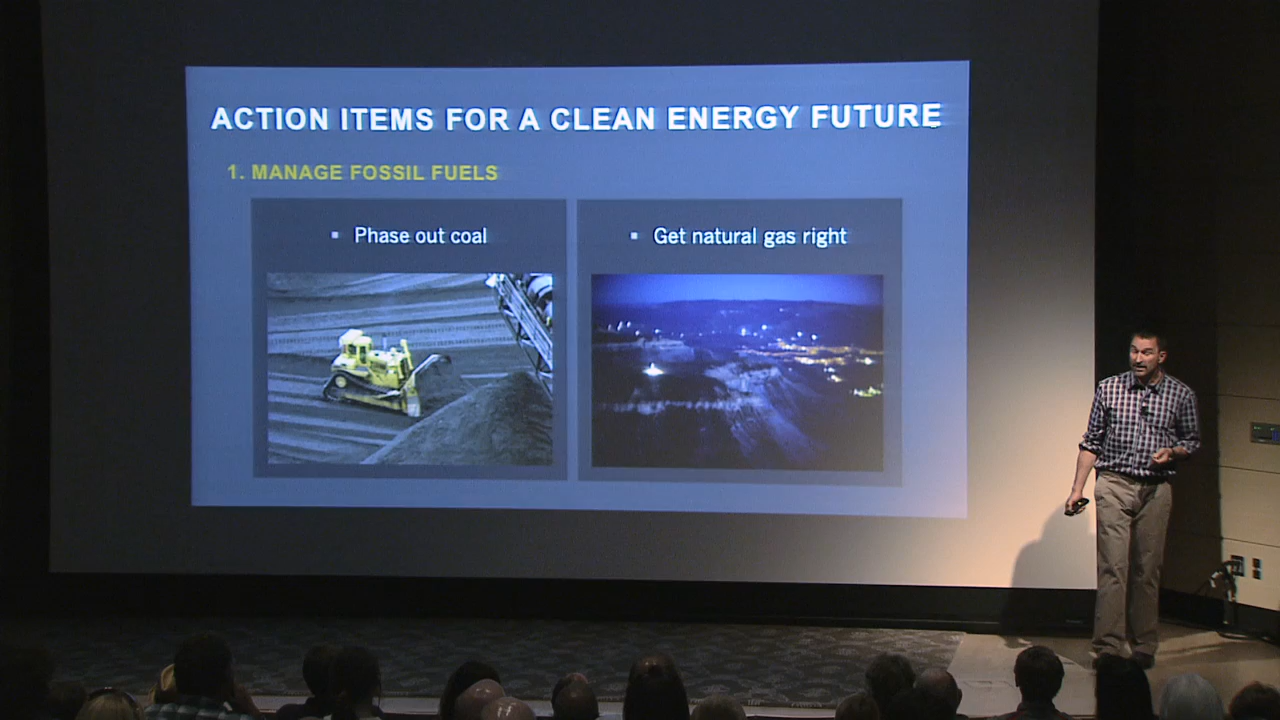 ACTION ITEMS FOR A CLEAN ENERGY FUTURE
1. MANAGE FOSSIL FUELS
▪ Phase out coal
▪ Get natural gas right